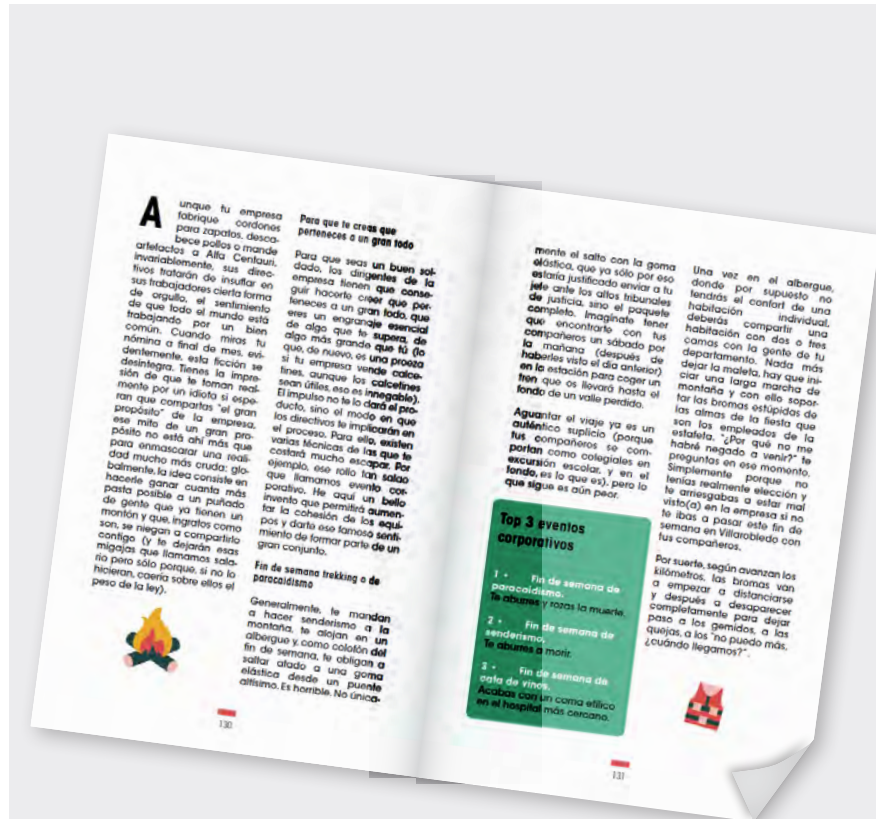 Aunque tu empresa
fabrique cordones
para zapatos, desca-
bece pollos o mande
artefactos a Alfa Centauri,
invariablemente, sus direc-
tivos tratarán de insuflar en
sus trabajadores cierta forma
de orgullo, el sentimiento
de que todo el mundo está
trabajando por un bien
común. Cuando miras tu
nómina a final de mes, evi-
dentemente, esta ficción se
desintegra. Tienes la impre-
sión de que te toman real-
mente por un idiota si espe-
ran que compartas "el gran
propósito" de la empresa,
ese mito de un gran pro-
pósito no está ahí más que
para enmascarar una reali-
dad mucho más cruda: glo-
balmente, la idea consiste en
hacerle ganar cuanta más
pasta posible a un puñado
de gente que ya tienen un
montón y que, ingratos como
son, se niegan a compartirlo
contigo (y te dejarán esas
migajas que llamamos sala-
rio pero sólo porque, si no lo
hicieran, caería sobre ellos el
peso de la ley).
Para que te creas que
perteneces a un gran todo
Para que seas un buen sol-
dado, los dirigentes de la
empresa tienen que conse-
guir hacerte creer que per-
teneces a un gran todo, que
eres un engranaje esencial
de algo que te supera, de
algo más grande que tú (lo
que, de nuevo, es una proeza
si tu empresa vende calce-
tines, aunque los calcetines
sean útiles, eso es innegable).
El impulso no te lo dará el pro-
ducto, sino el modo en que
los directivos te implicarán en
el proceso. Para ello, existen
varias técnicas de las que te
costará mucho escapar. Por
ejemplo, ese rollo tan salao
que llamamos evento cor-
porativo. He aquí un bello
invento que permitirá aumen-
tar la cohesión de los equi-
pos y darte ese famoso senti-
miento de formar parte de un
gran conjunto.
Fin de semana trekking o de
paracaidismo
Generalmente, te mandan
a hacer senderismo a la
montaña, te alojan en un
albergue y, como colofón del
fin de semana, te obligan a
saltar atado a una goma
elástica desde un puente
altísimo. Es horrible. No única-
130
mente el salto con la goma
elástica, que ya sólo por eso
estaría justificado enviar a tu
jefe ante los altos tribunales
de justicia, sino el paquete
completo. Imagínate tener
que encontrarte con tus
compañeros un sábado por
la mañana (después de
haberles visto el día anterior)
en la estación para coger un
tren que os llevará hasta el
fondo de un valle perdido.
Aguantar el viaje ya es un
auténtico suplicio (porque
tus compañeros se com-
portan como colegiales en
excursión escolar, y en el
fondo, es lo que es), pero lo
que sigue es aún peor.
Top 3 eventos
corporativos
1 • Fin de semana de
paracaidismo.
Te aburres y rozas la muerte.
2 • Fin de semana de
senderismo.
Te aburres a morir.
3 • Fin de semana de
cata de vinos.
Acabas con un coma etílico
en el hospital más cercano.
Una vez en el albergue,
donde por supuesto no
tendrás el confort de una
habitación individual,
deberás compartir una
habitación con dos o tres
camas con la gente de tu
departamento. Nada más
dejar la maleta, hay que ini-
ciar una larga marcha de
montaña y con ello sopor-
tar las bromas estúpidas de
las almas de la fiesta que
son los empleados de la
estafeta. "¿Por qué no me
habré negado a venir?" te
preguntas en ese momento.
Simplemente porque no
tenías realmente elección y
te arriesgabas a estar mal
visto(a) en la empresa si no
te ibas a pasar este fin de
semana en Villarobledo con
tus compañeros.
Por suerte, según avanzan los
kilómetros, las bromas van
a empezar a distanciarse
y después a desaparecer
completamente para dejar
paso a los gemidos, a las
quejas, a los "no puedo más,
¿cuándo llegamos?".
131